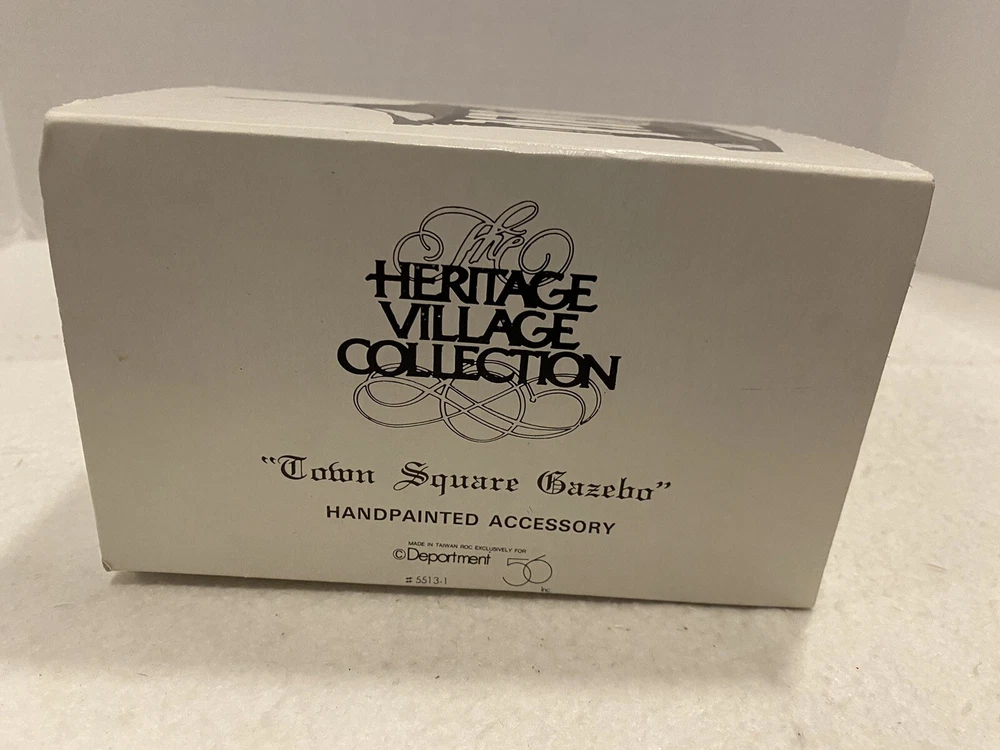 The
HERITAGE
VILLAGE
COLLECTION
"Town Square Gazebo"
HANDPAINTED ACCESSORY
MADE IN TAIWAN ROC EXCLUSIVELY FOR
©Department 56 inc
#5513-1